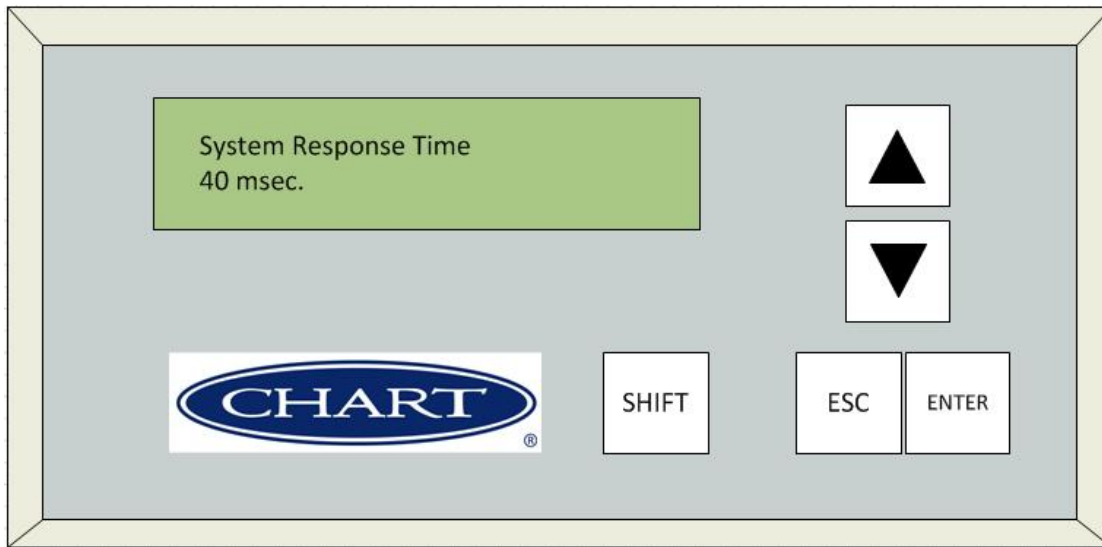 System Response Time
40 msec.
CHART
®
SHIFT
ESC
ENTER